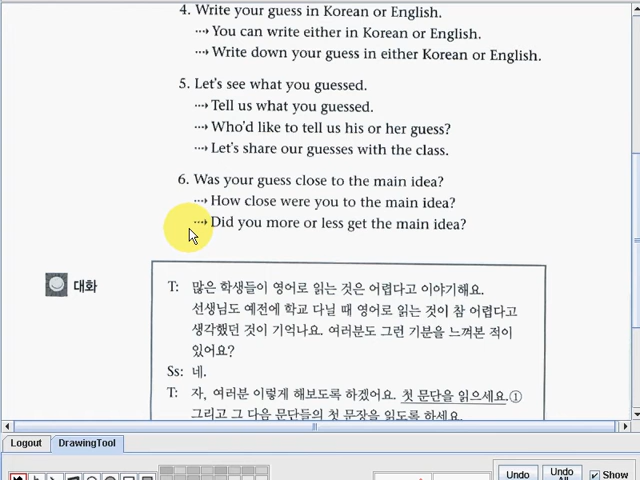 4. Write your guess in Korean or English.
⇢ You can write either in Korean or English.
⇢ Write down your guess in either Korean or English.
5. Let's see what you guessed.
⇢ Tell us what you guessed.
⇢ Who'd like to tell us his or her guess?
⇢ Let's share our guesses with the class.
6. Was your guess close to the main idea?
⇢ How close were you to the main idea?
⇢ Did you more or less get the main idea?
대화
T: 많은 학생들이 영어로 읽는 것은 어렵다고 이야기해요.
선생님도 예전에 학교 다닐 때 영어로 읽는 것이 참 어렵다고
생각했던 것이 기억나요. 여러분도 그런 기분을 느껴본 적이
있어요?
Ss: 네.
T: 자, 여러분 이렇게 해보도록 하겠어요. 첫 문단을 읽으세요.①
그리고 그 다음 문단들의 첫 문장을 읽도록 하세요.
Logout
DrawingTool
Undo
Undo
All
Show